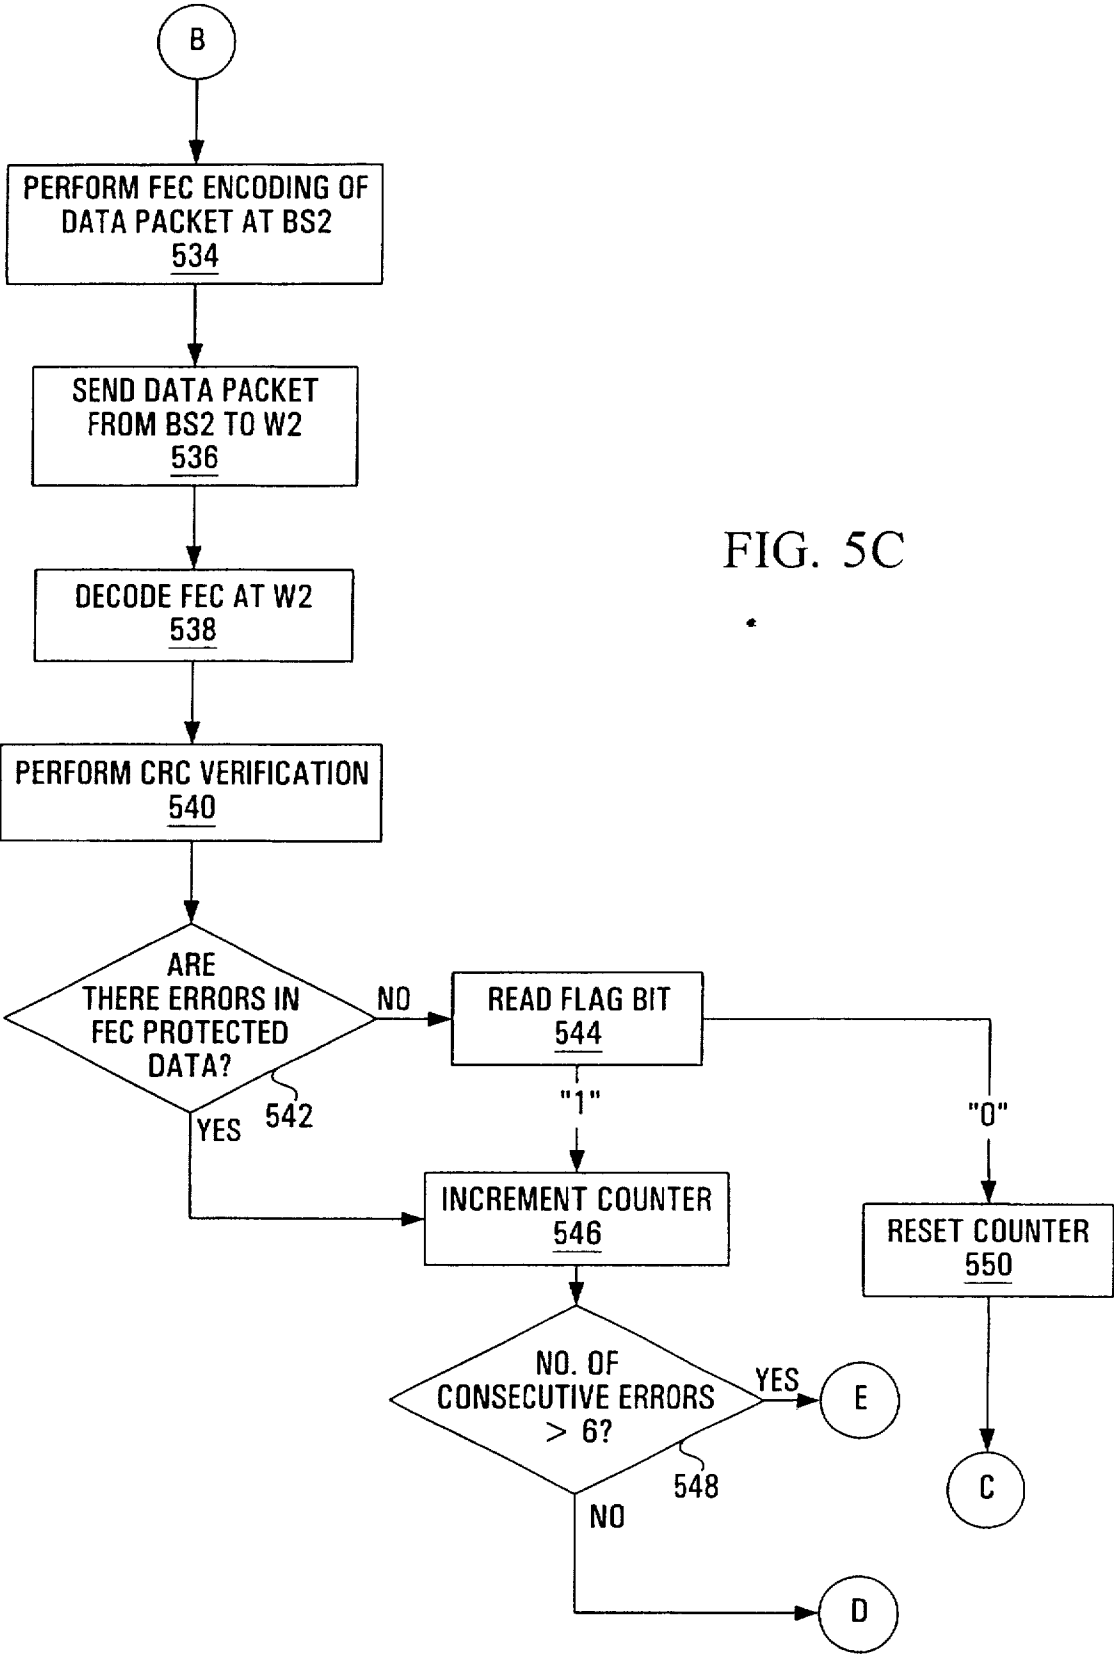 B
PERFORM FEC ENCODING OF
DATA PACKET AT BS2
534
SEND DATA PACKET
FROM BS2 TO W2
536
DECODE FEC AT W2
538
FIG. 5C
PERFORM CRC VERIFICATION
540
ARE
THERE ERRORS IN
FEC PROTECTED
DATA?
542
NO
YES
READ FLAG BIT
544
"1"
"0"
INCREMENT COUNTER
546
RESET COUNTER
550
NO. OF
CONSECUTIVE ERRORS
> 6?
548
YES
E
C
NO
D